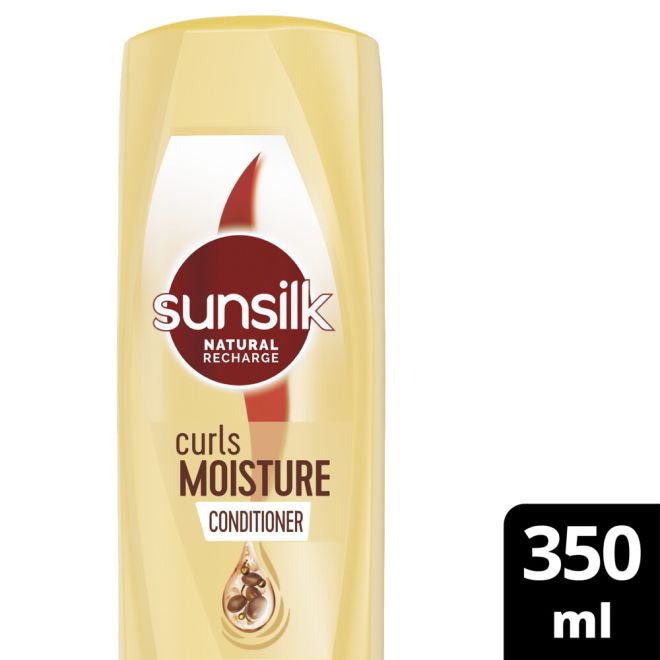 sunsilk
NATURAL
RECHARGE
curls
MOISTURE
CONDITIONER
350
ml